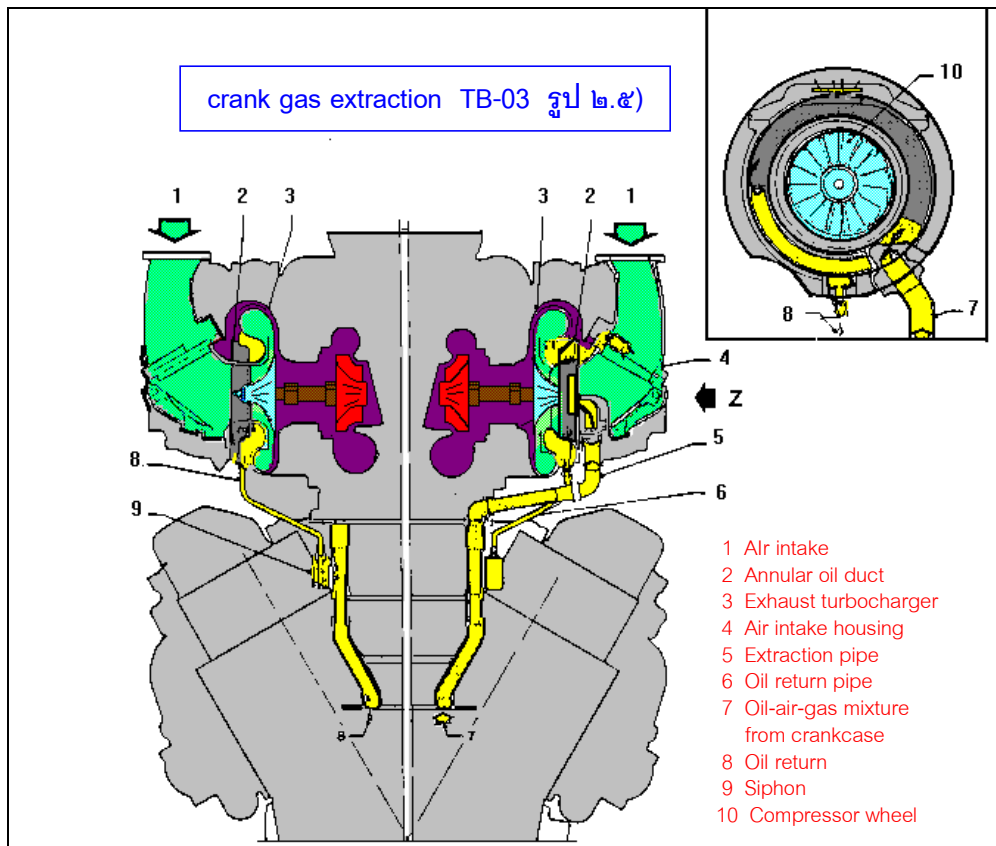 crank gas extraction TB-03 รูป ๒.๕)
10
1 2 3 3 2 1
8 7
4
Z
8 5
6
9
8 7
1 AIr intake
2 Annular oil duct
3 Exhaust turbocharger
4 Air intake housing
5 Extraction pipe
6 Oil return pipe
7 Oil-air-gas mixture
from crankcase
8 Oil return
9 Siphon
10 Compressor wheel